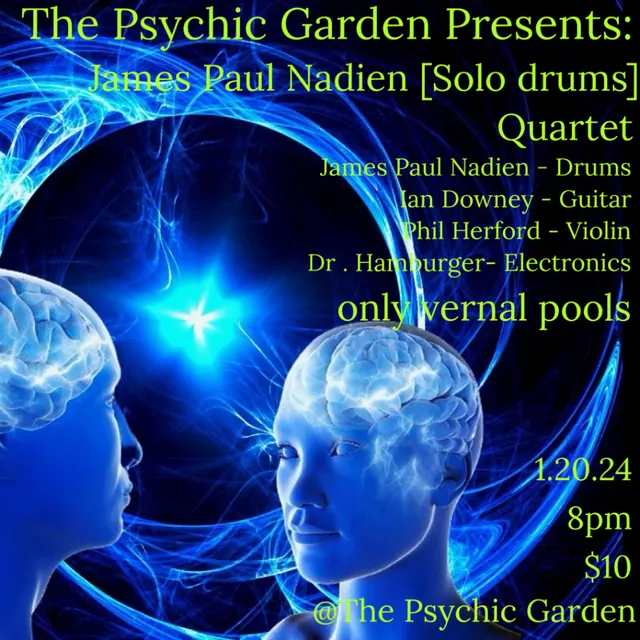 The Psychic Garden Presents:
James Paul Nadien [Solo drums]
Quartet
James Paul Nadien - Drums
Ian Downey - Guitar
Phil Herford - Violin
Dr . Hamburger- Electronics
only vernal pools
1.20.24
8pm
$10
@The Psychic Garden